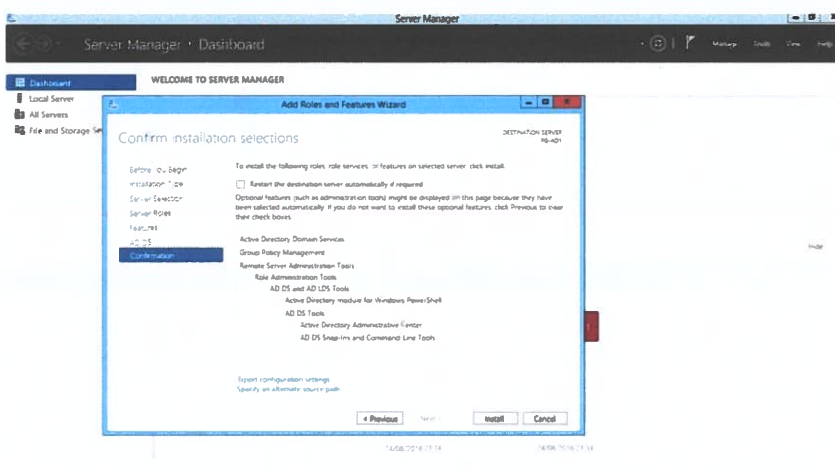 Server Manager
Server Manager · Dashboard
Manage Tools View Help
Dashboard
Local Server
All Servers
File and Storage Se
WELCOME TO SERVER MANAGER
Add Roles and Features Wizard
Confirm installation selections
DESTINATION SERVER
Before You Begin
Installation Type
Server Selection
Server Roles
Features
AD DS
Confirmation
To install the following roles, role services, or features on selected server, click Install.
Restart the destination server automatically if required
Optional features (such as administration tools) might be displayed on this page because they have
been selected automatically. If you do not want to install these optional features, click Previous to clear
their check boxes.
Active Directory Domain Services
Group Policy Management
Remote Server Administration Tools
Role Administration Tools
AD DS and AD LDS Tools
Active Directory module for Windows PowerShell
AD DS Tools
Active Directory Administrative Center
AD DS Snap-Ins and Command-Line Tools
Export configuration settings
Specify an alternate source path
< Previous Next > Install Cancel
Hide
1